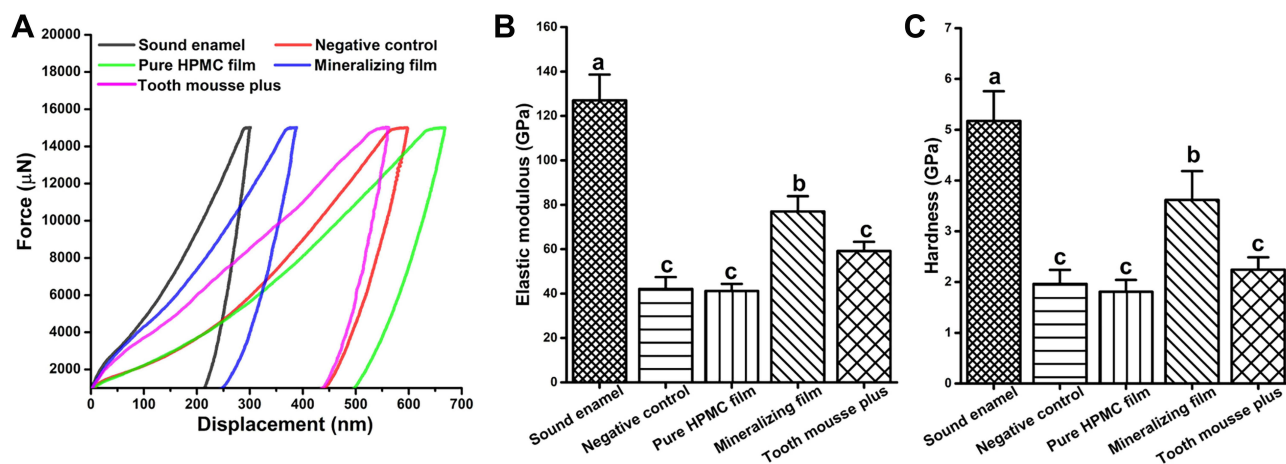 A
20000
18000
16000
14000
12000
10000
8000
6000
4000
2000
Force (μN)
Sound enamel
Negative control
Pure HPMC film
Mineralizing film
Tooth mousse plus
0 100 200 300 400 500 600 700
Displacement (nm)
B
160
140
120
100
80
60
40
20
0
Elastic modulous (GPa)
a
c
c
b
c
Sound enamel
Negative control
Pure HPMC film
Mineralizing film
Tooth mousse plus
C
7
6
5
4
3
2
1
0
Hardness (GPa)
a
c
c
b
c
Sound enamel
Negative control
Pure HPMC film
Mineralizing film
Tooth mousse plus